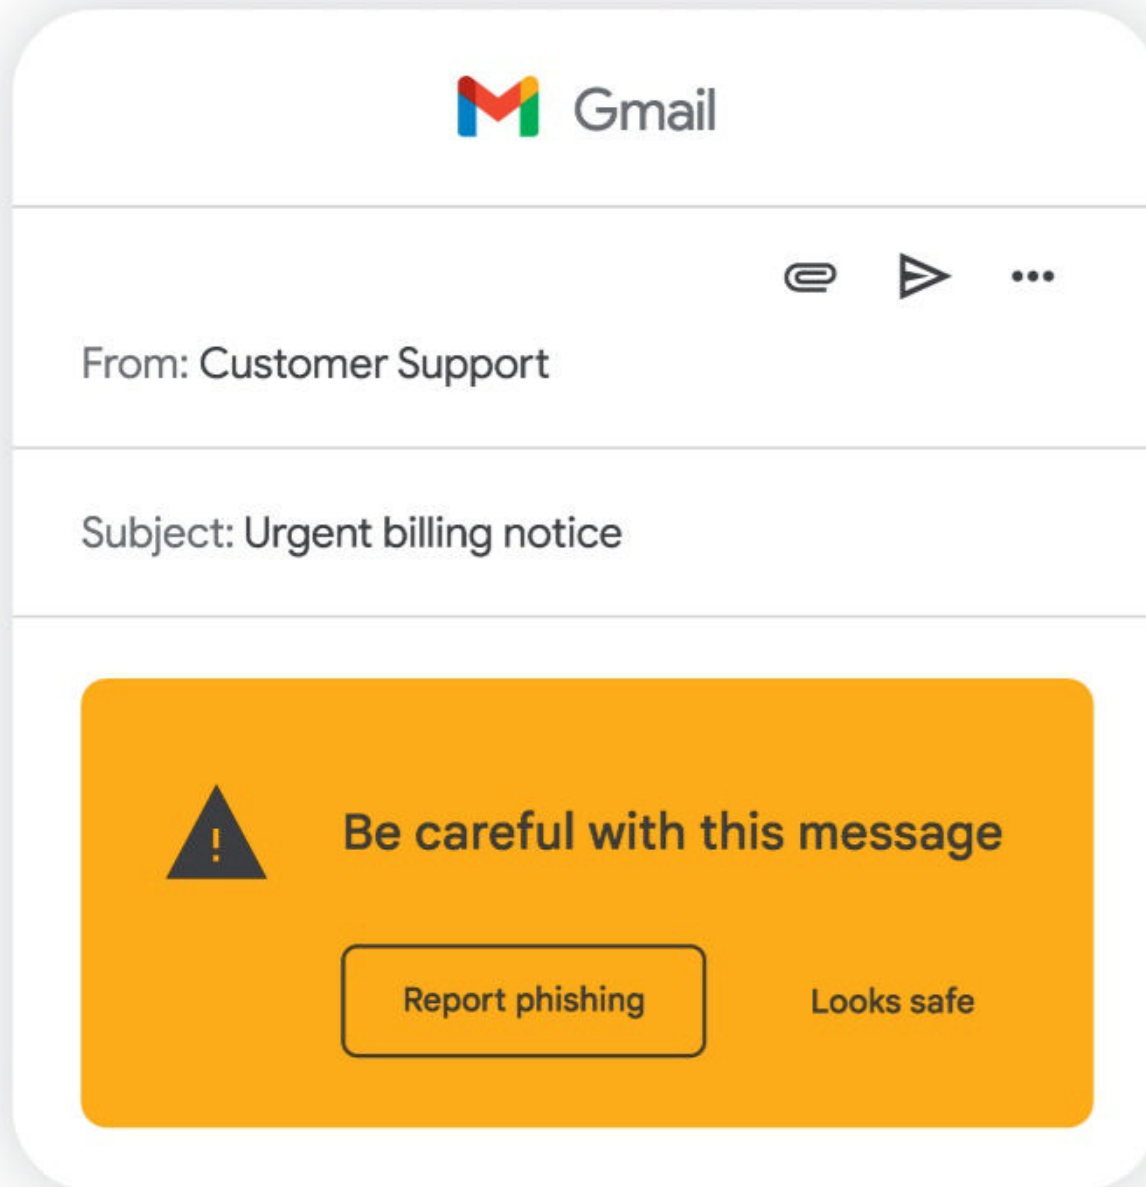 Gmail
From: Customer Support
Subject: Urgent billing notice
Be careful with this message
Report phishing
Looks safe